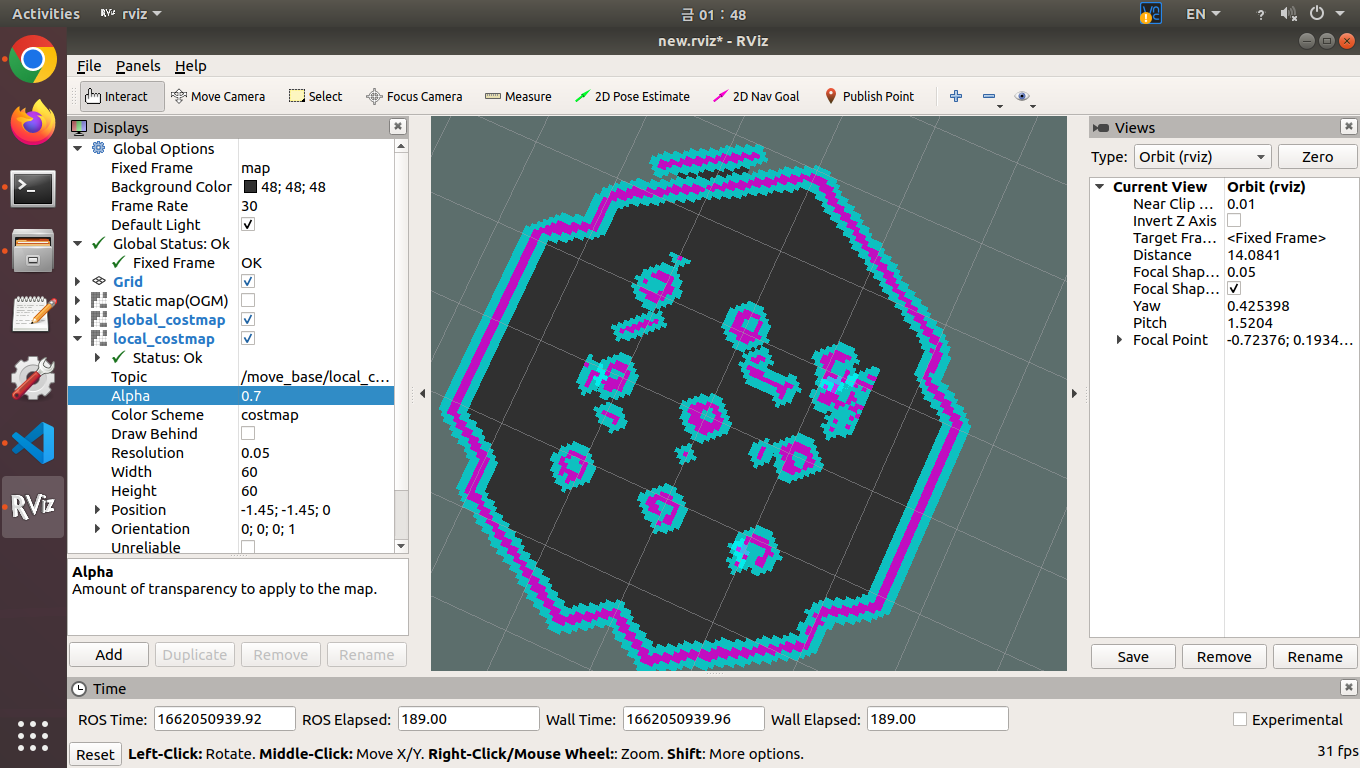 Activities RViz rviz 금 01 : 48 EN ?
new.rviz* - RViz
File Panels Help
Interact Move Camera Select Focus Camera Measure 2D Pose Estimate 2D Nav Goal Publish Point
Displays
Global Options
Fixed Frame map
Background Color 48; 48; 48
Frame Rate 30
Default Light
Global Status: Ok
Fixed Frame OK
Grid
Static map(OGM)
global_costmap
local_costmap
Status: Ok
Topic /move_base/local_c...
Alpha 0.7
Color Scheme costmap
Draw Behind
Resolution 0.05
Width 60
Height 60
Position -1.45; -1.45; 0
Orientation 0; 0; 0; 1
Unreliable
Alpha
Amount of transparency to apply to the map.
Add Duplicate Remove Rename
Views
Type: Orbit (rviz) Zero
Current View Orbit (rviz)
Near Clip ... 0.01
Invert Z Axis
Target Fra... <Fixed Frame>
Distance 14.0841
Focal Shap... 0.05
Focal Shap...
Yaw 0.425398
Pitch 1.5204
Focal Point -0.72376; 0.1934...
Save Remove Rename
RViz
Time
ROS Time: 1662050939.92 ROS Elapsed: 189.00 Wall Time: 1662050939.96 Wall Elapsed: 189.00 Experimental
Reset Left-Click: Rotate. Middle-Click: Move X/Y. Right-Click/Mouse Wheel:: Zoom. Shift: More options. 31 fps